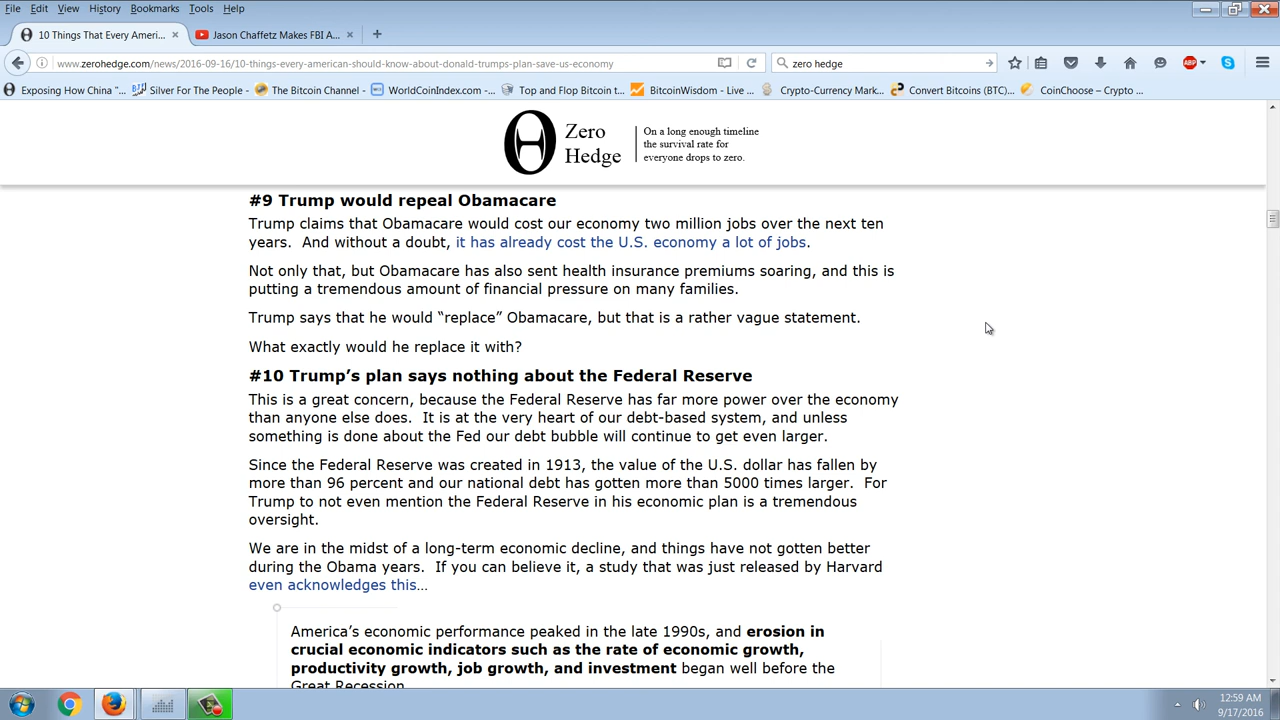 File Edit View History Bookmarks Tools Help
10 Things That Every Ameri... × Jason Chaffetz Makes FBI A... × +
www.zerohedge.com/news/2016-09-16/10-things-every-american-should-know-about-donald-trumps-plan-save-us-economy zero hedge ABP
Exposing How China "... Silver For The People - ... The Bitcoin Channel - ... WorldCoinIndex.com -... Top and Flop Bitcoin t... BitcoinWisdom - Live ... Crypto-Currency Mark... Convert Bitcoins (BTC)... CoinChoose – Crypto ...
Zero
Hedge
On a long enough timeline
the survival rate for
everyone drops to zero.
#9 Trump would repeal Obamacare
Trump claims that Obamacare would cost our economy two million jobs over the next ten
years. And without a doubt, it has already cost the U.S. economy a lot of jobs.
Not only that, but Obamacare has also sent health insurance premiums soaring, and this is
putting a tremendous amount of financial pressure on many families.
Trump says that he would “replace” Obamacare, but that is a rather vague statement.
What exactly would he replace it with?
#10 Trump’s plan says nothing about the Federal Reserve
This is a great concern, because the Federal Reserve has far more power over the economy
than anyone else does. It is at the very heart of our debt-based system, and unless
something is done about the Fed our debt bubble will continue to get even larger.
Since the Federal Reserve was created in 1913, the value of the U.S. dollar has fallen by
more than 96 percent and our national debt has gotten more than 5000 times larger. For
Trump to not even mention the Federal Reserve in his economic plan is a tremendous
oversight.
We are in the midst of a long-term economic decline, and things have not gotten better
during the Obama years. If you can believe it, a study that was just released by Harvard
even acknowledges this…
America’s economic performance peaked in the late 1990s, and erosion in
crucial economic indicators such as the rate of economic growth,
productivity growth, job growth, and investment began well before the
Great Recession.
12:59 AM
9/17/2016